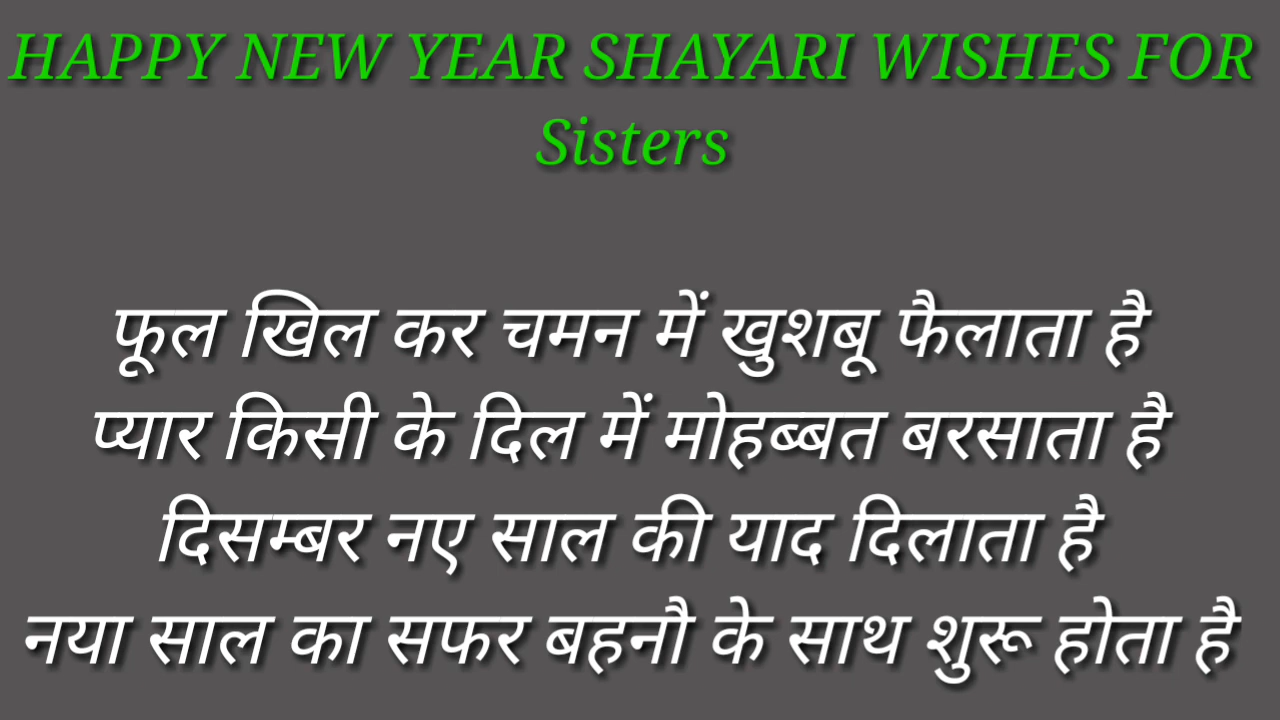 HAPPY NEW YEAR SHAYARI WISHES FOR
Sisters
फूल खिल कर चमन में खुशबू फैलाता है
प्यार किसी के दिल में मोहब्बत बरसाता है
दिसम्बर नए साल की याद दिलाता है
नया साल का सफर बहनौ के साथ शुरू होता है